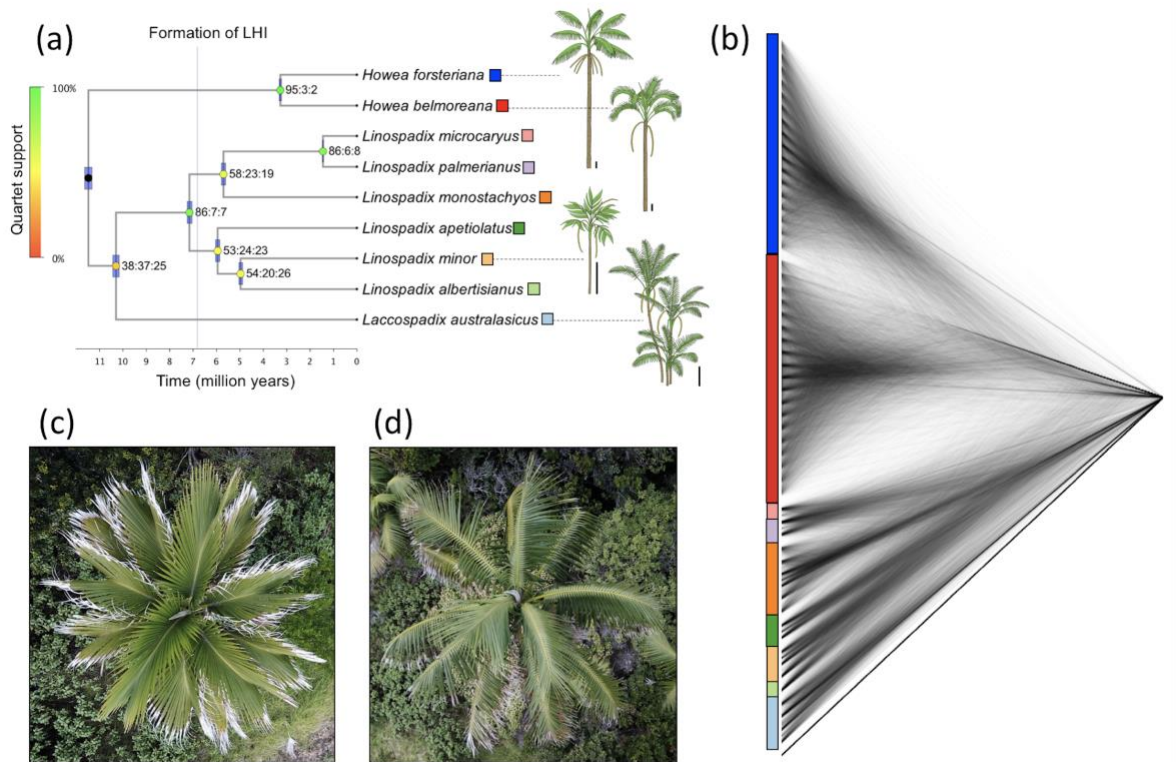 (a)
Formation of LHI
(b)
Quartet support
100%
0%
Howea forsteriana
95:3:2
Howea belmoreana
Linospadix microcaryus
86:6:8
Linospadix palmerianus
58:23:19
Linospadix monostachyos
86:7:7
Linospadix apetiolatus
53:24:23
Linospadix minor
54:20:26
38:37:25
Linospadix albertisianus
Laccospadix australasicus
11 10 9 8 7 6 5 4 3 2 1 0
Time (million years)
(c)
(d)